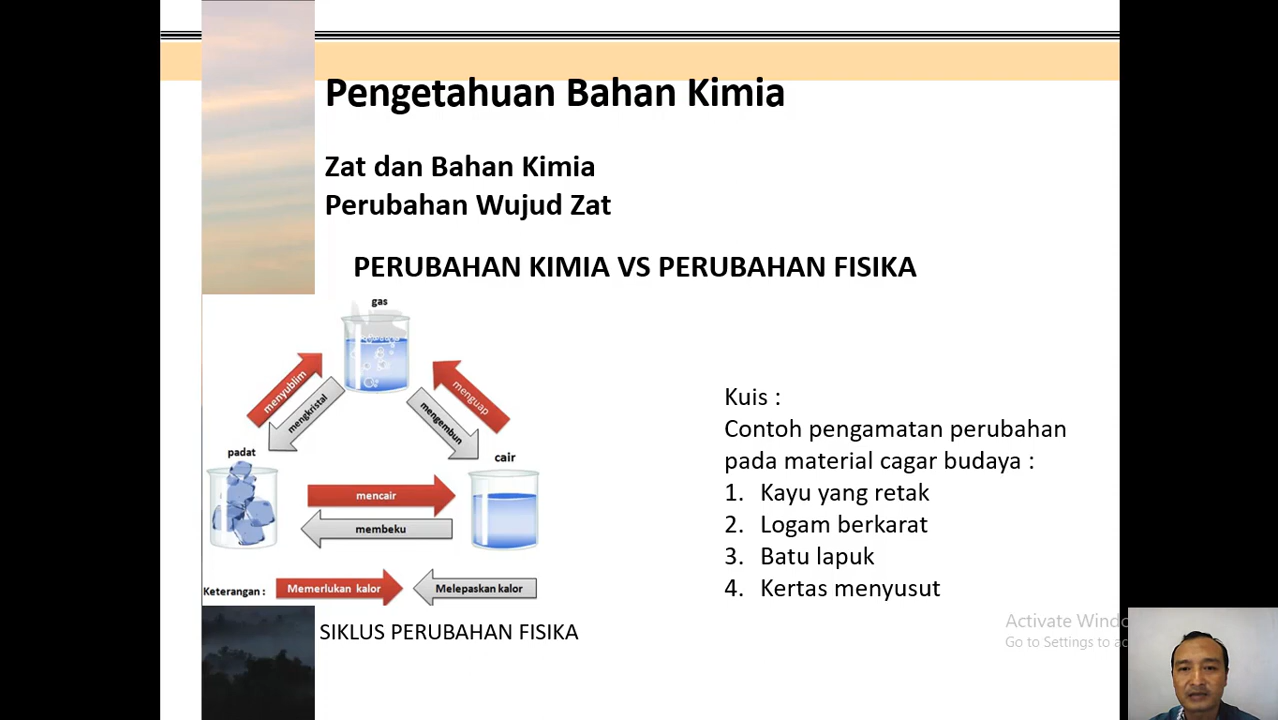 Pengetahuan Bahan Kimia
Zat dan Bahan Kimia
Perubahan Wujud Zat
PERUBAHAN KIMIA VS PERUBAHAN FISIKA
gas
menyublim
mengkristal
mengembun
menguap
padat
cair
mencair
membeku
Keterangan :
Memerlukan kalor
Melepaskan kalor
SIKLUS PERUBAHAN FISIKA
Kuis :
Contoh pengamatan perubahan
pada material cagar budaya :
1. Kayu yang retak
2. Logam berkarat
3. Batu lapuk
4. Kertas menyusut
Activate Windo
Go to Settings to ac